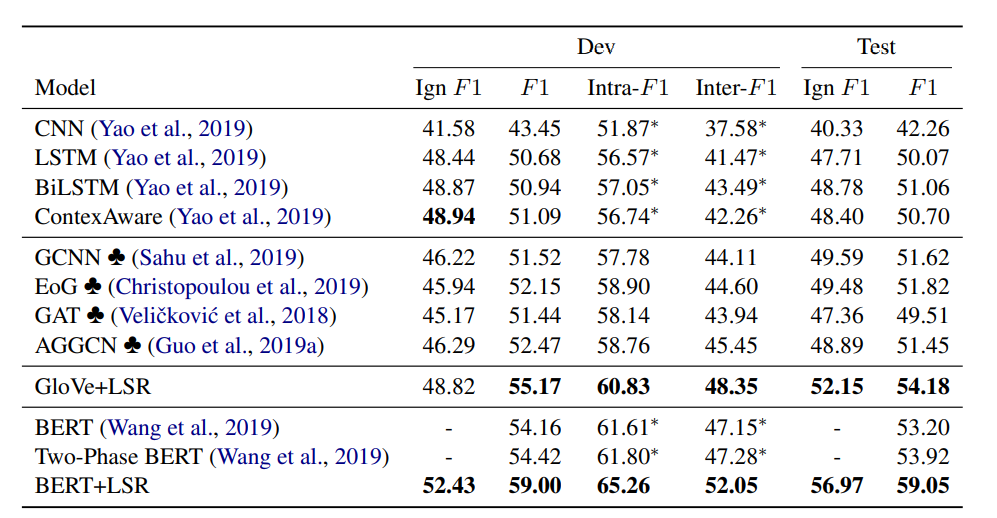 Dev Test
Model Ign F1 F1 Intra-F1 Inter-F1 Ign F1 F1
CNN (Yao et al., 2019) 41.58 43.45 51.87* 37.58* 40.33 42.26
LSTM (Yao et al., 2019) 48.44 50.68 56.57* 41.47* 47.71 50.07
BiLSTM (Yao et al., 2019) 48.87 50.94 57.05* 43.49* 48.78 51.06
ContexAware (Yao et al., 2019) 48.94 51.09 56.74* 42.26* 48.40 50.70
GCNN ♣ (Sahu et al., 2019) 46.22 51.52 57.78 44.11 49.59 51.62
EoG ♣ (Christopoulou et al., 2019) 45.94 52.15 58.90 44.60 49.48 51.82
GAT ♣ (Veličković et al., 2018) 45.17 51.44 58.14 43.94 47.36 49.51
AGGCN ♣ (Guo et al., 2019a) 46.29 52.47 58.76 45.45 48.89 51.45
GloVe+LSR 48.82 55.17 60.83 48.35 52.15 54.18
BERT (Wang et al., 2019) - 54.16 61.61* 47.15* - 53.20
Two-Phase BERT (Wang et al., 2019) - 54.42 61.80* 47.28* - 53.92
BERT+LSR 52.43 59.00 65.26 52.05 56.97 59.05